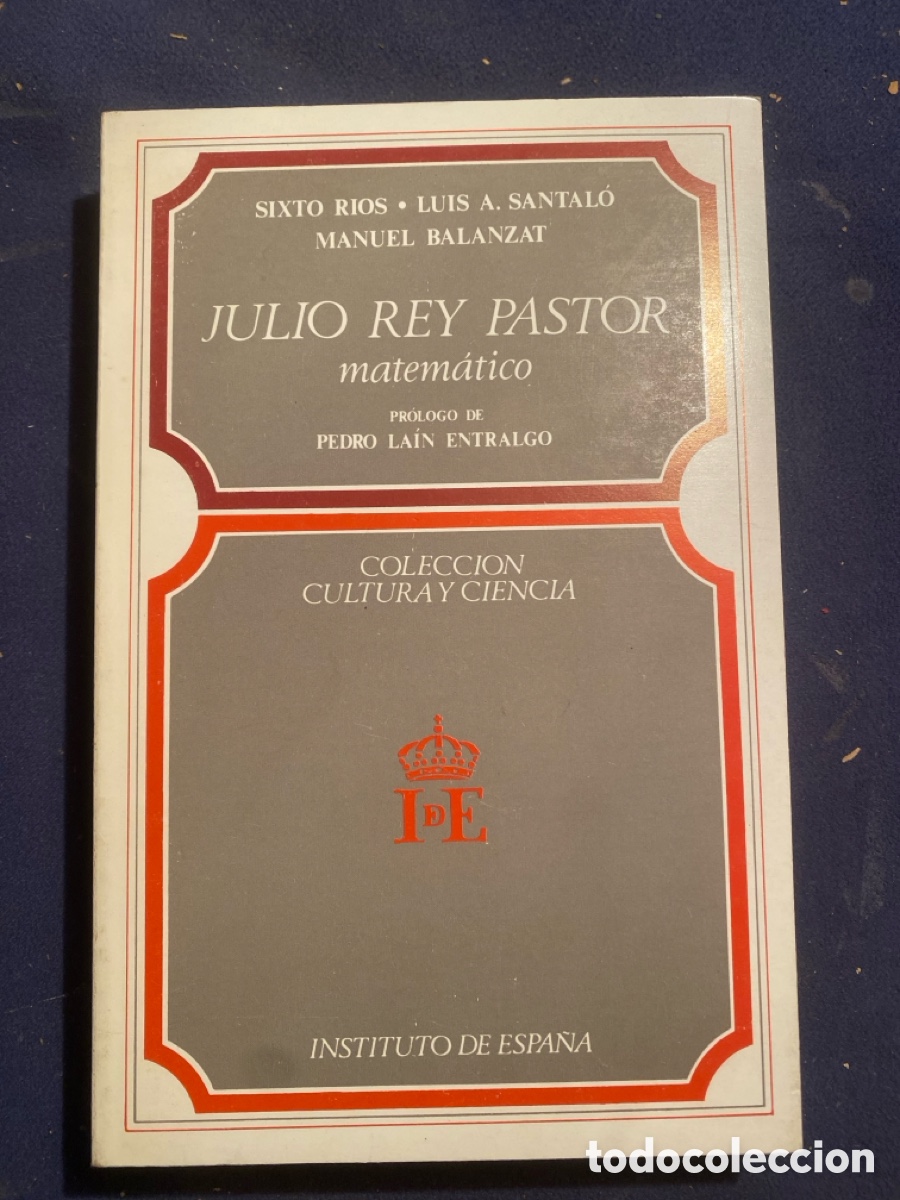 SIXTO RIOS • LUIS A. SANTALÓ
MANUEL BALANZAT
JULIO REY PASTOR
matemático
PRÓLOGO DE
PEDRO LAÍN ENTRALGO
COLECCION
CULTURA Y CIENCIA
IDE
INSTITUTO DE ESPAÑA
todocoleccion